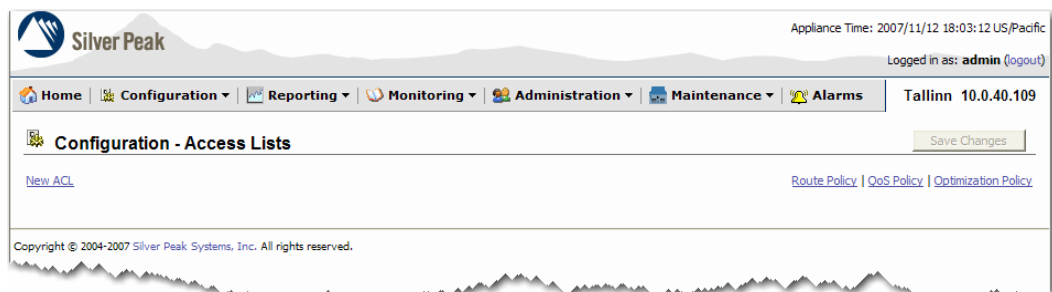 Silver Peak
Appliance Time: 2007/11/12 18:03:12 US/Pacific
Logged in as: admin (logout)
Home | Configuration | Reporting | Monitoring | Administration | Maintenance | Alarms Tallinn 10.0.40.109
Configuration - Access Lists Save Changes
New ACL Route Policy | QoS Policy | Optimization Policy
Copyright © 2004-2007 Silver Peak Systems, Inc. All rights reserved.